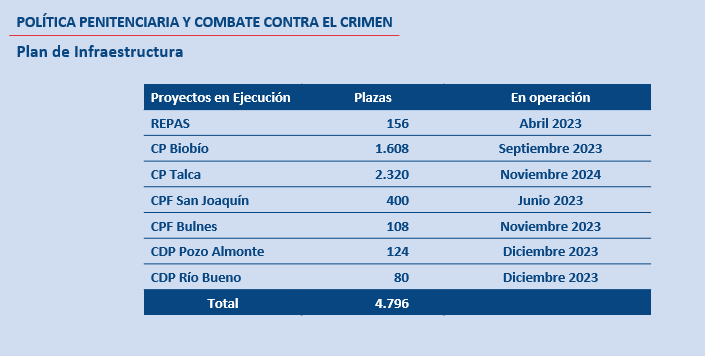 POLÍTICA PENITENCIARIA Y COMBATE CONTRA EL CRIMEN
Plan de Infraestructura
Proyectos en Ejecución Plazas En operación
REPAS 156 Abril 2023
CP Biobío 1.608 Septiembre 2023
CP Talca 2.320 Noviembre 2024
CPF San Joaquín 400 Junio 2023
CPF Bulnes 108 Noviembre 2023
CDP Pozo Almonte 124 Diciembre 2023
CDP Río Bueno 80 Diciembre 2023
Total 4.796